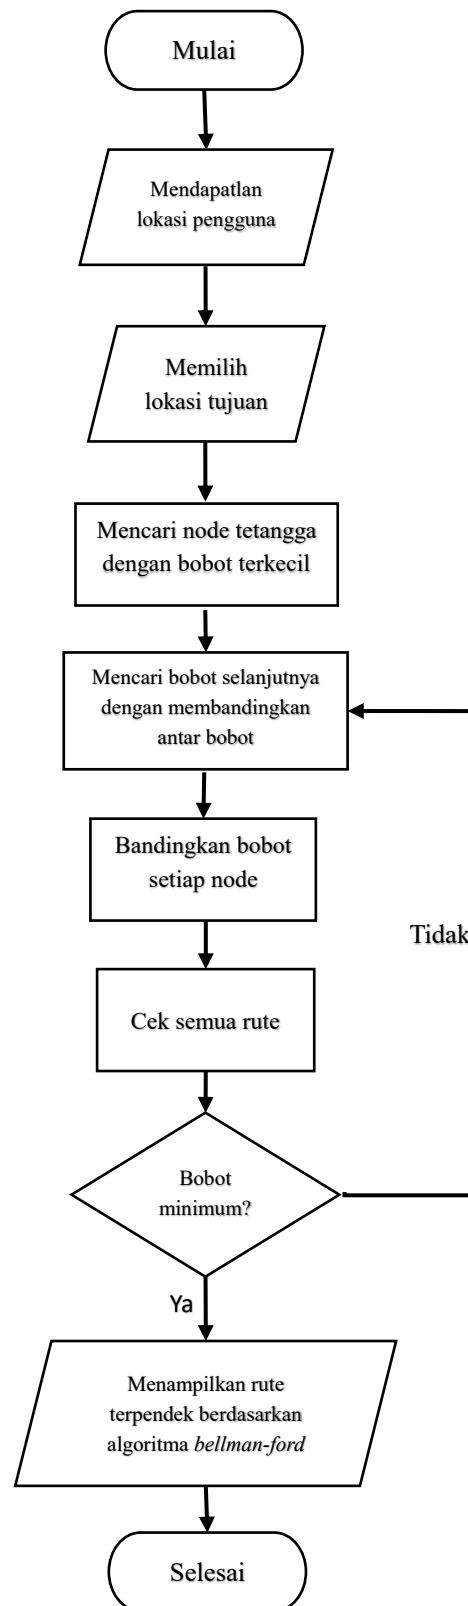 Mulai
Mendapatlan
lokasi pengguna
Memilih
lokasi tujuan
Mencari node tetangga
dengan bobot terkecil
Mencari bobot selanjutnya
dengan membandingkan
antar bobot
Bandingkan bobot
setiap node
Tidak
Cek semua rute
Bobot
minimum?
Ya
Menampilkan rute
terpendek berdasarkan
algoritma bellman-ford
Selesai